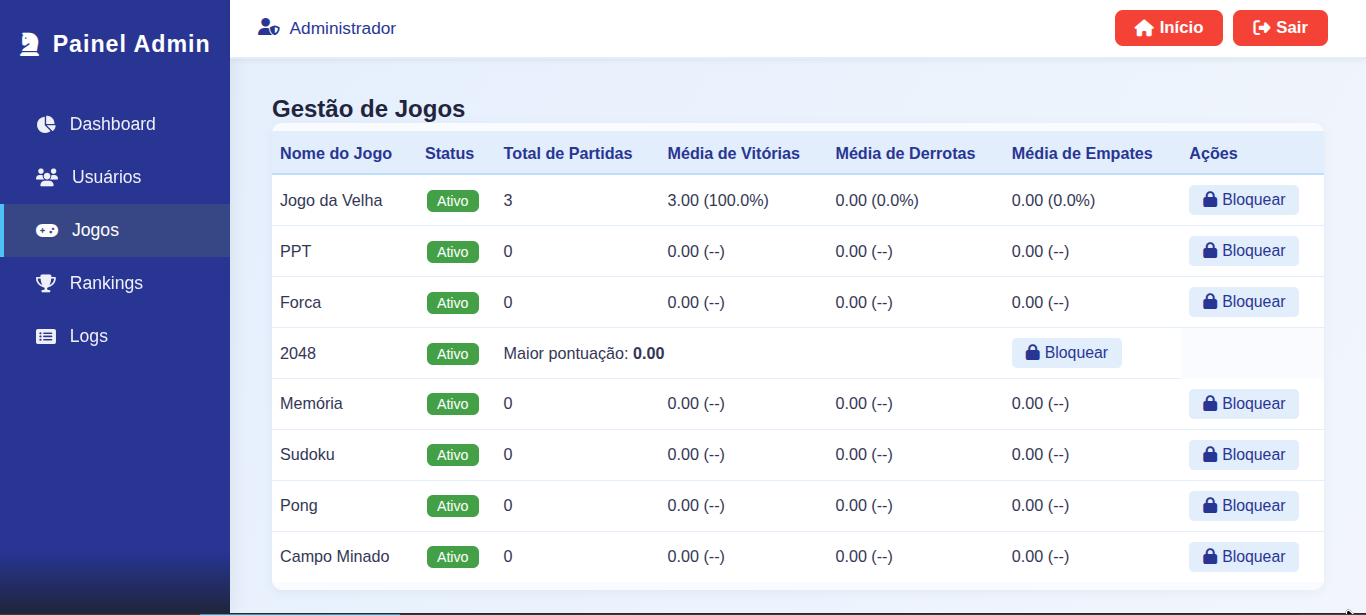 Painel Admin
Administrador
Início
Sair
Dashboard
Usuários
Jogos
Rankings
Logs
Gestão de Jogos
Nome do Jogo Status Total de Partidas Média de Vitórias Média de Derrotas Média de Empates Ações
Jogo da Velha Ativo 3 3.00 (100.0%) 0.00 (0.0%) 0.00 (0.0%) Bloquear
PPT Ativo 0 0.00 (--) 0.00 (--) 0.00 (--) Bloquear
Forca Ativo 0 0.00 (--) 0.00 (--) 0.00 (--) Bloquear
2048 Ativo Maior pontuação: 0.00 Bloquear
Memória Ativo 0 0.00 (--) 0.00 (--) 0.00 (--) Bloquear
Sudoku Ativo 0 0.00 (--) 0.00 (--) 0.00 (--) Bloquear
Pong Ativo 0 0.00 (--) 0.00 (--) 0.00 (--) Bloquear
Campo Minado Ativo 0 0.00 (--) 0.00 (--) 0.00 (--) Bloquear